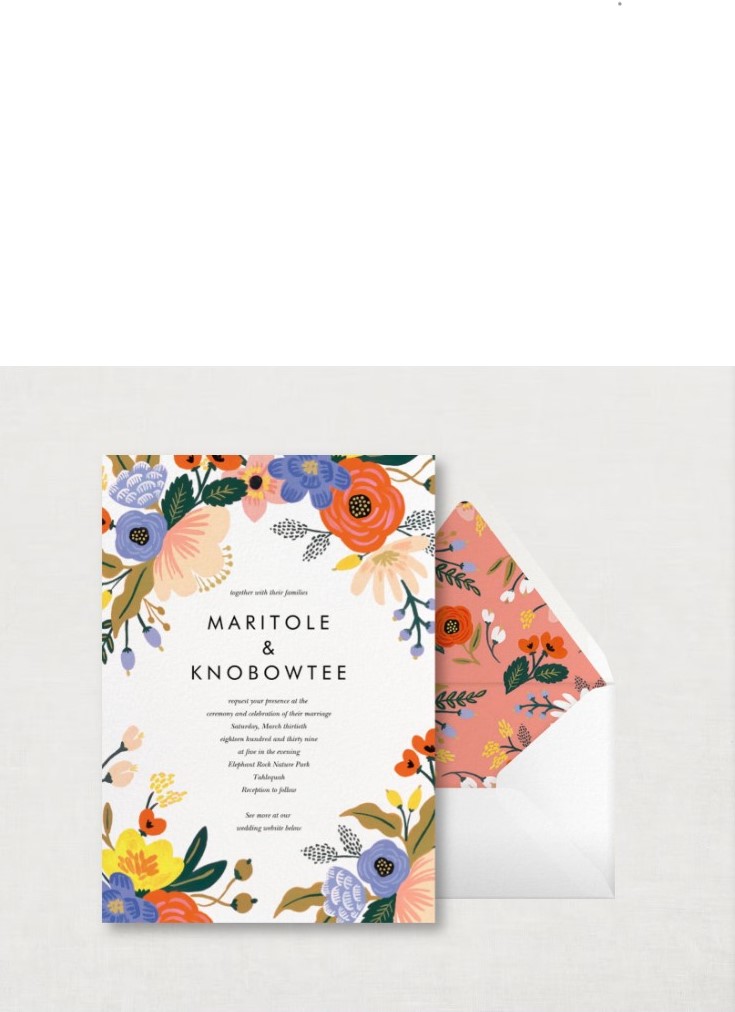 together with their families
MARITOLE
&
KNOBOWTEE
request your presence at the
ceremony and celebration of their marriage
Saturday, March thirtieth
eighteen hundred and thirty nine
at five in the evening
Elephant Rock Nature Park
Tahlequah
Reception to follow
See more at our
wedding website below